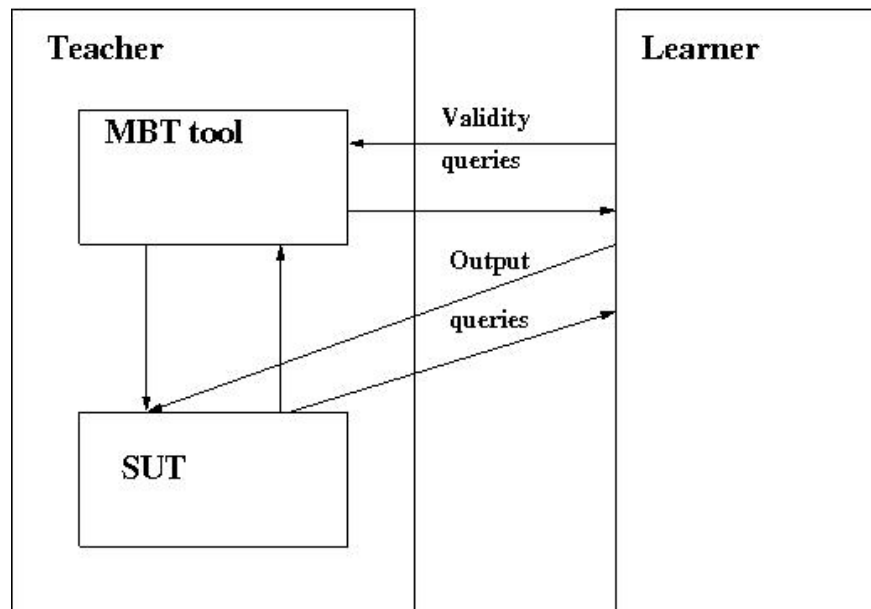 Teacher
Learner
MBT tool
Validity
queries
Output
queries
SUT